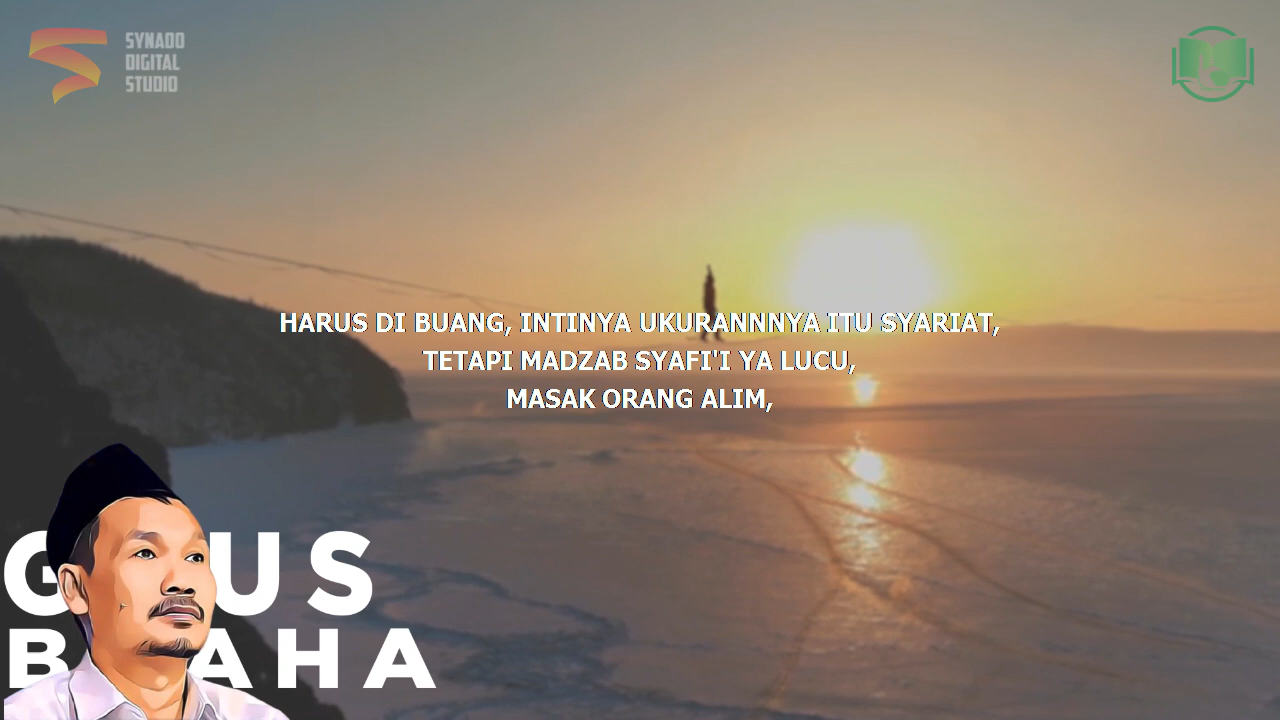 SYNADO
DIGITAL
STUDIO
HARUS DI BUANG, INTINYA UKURANNNYA ITU SYARIAT,
TETAPI MADZAB SYAFI'I YA LUCU,
MASAK ORANG ALIM,
GUS
BAHA